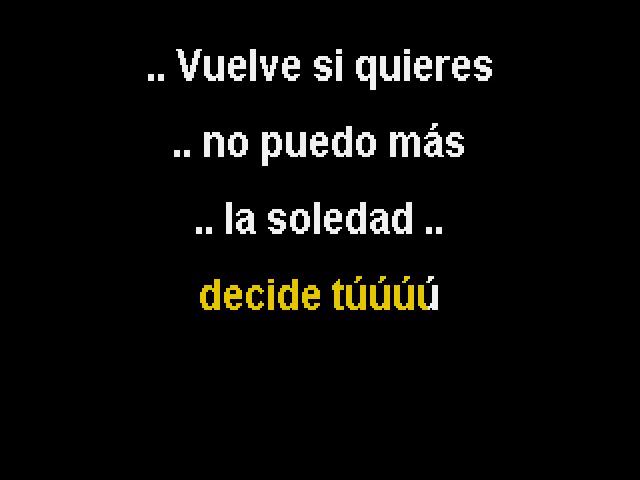 .. Vuelve si quieres
.. no puedo más
.. la soledad ..
decide túúúú